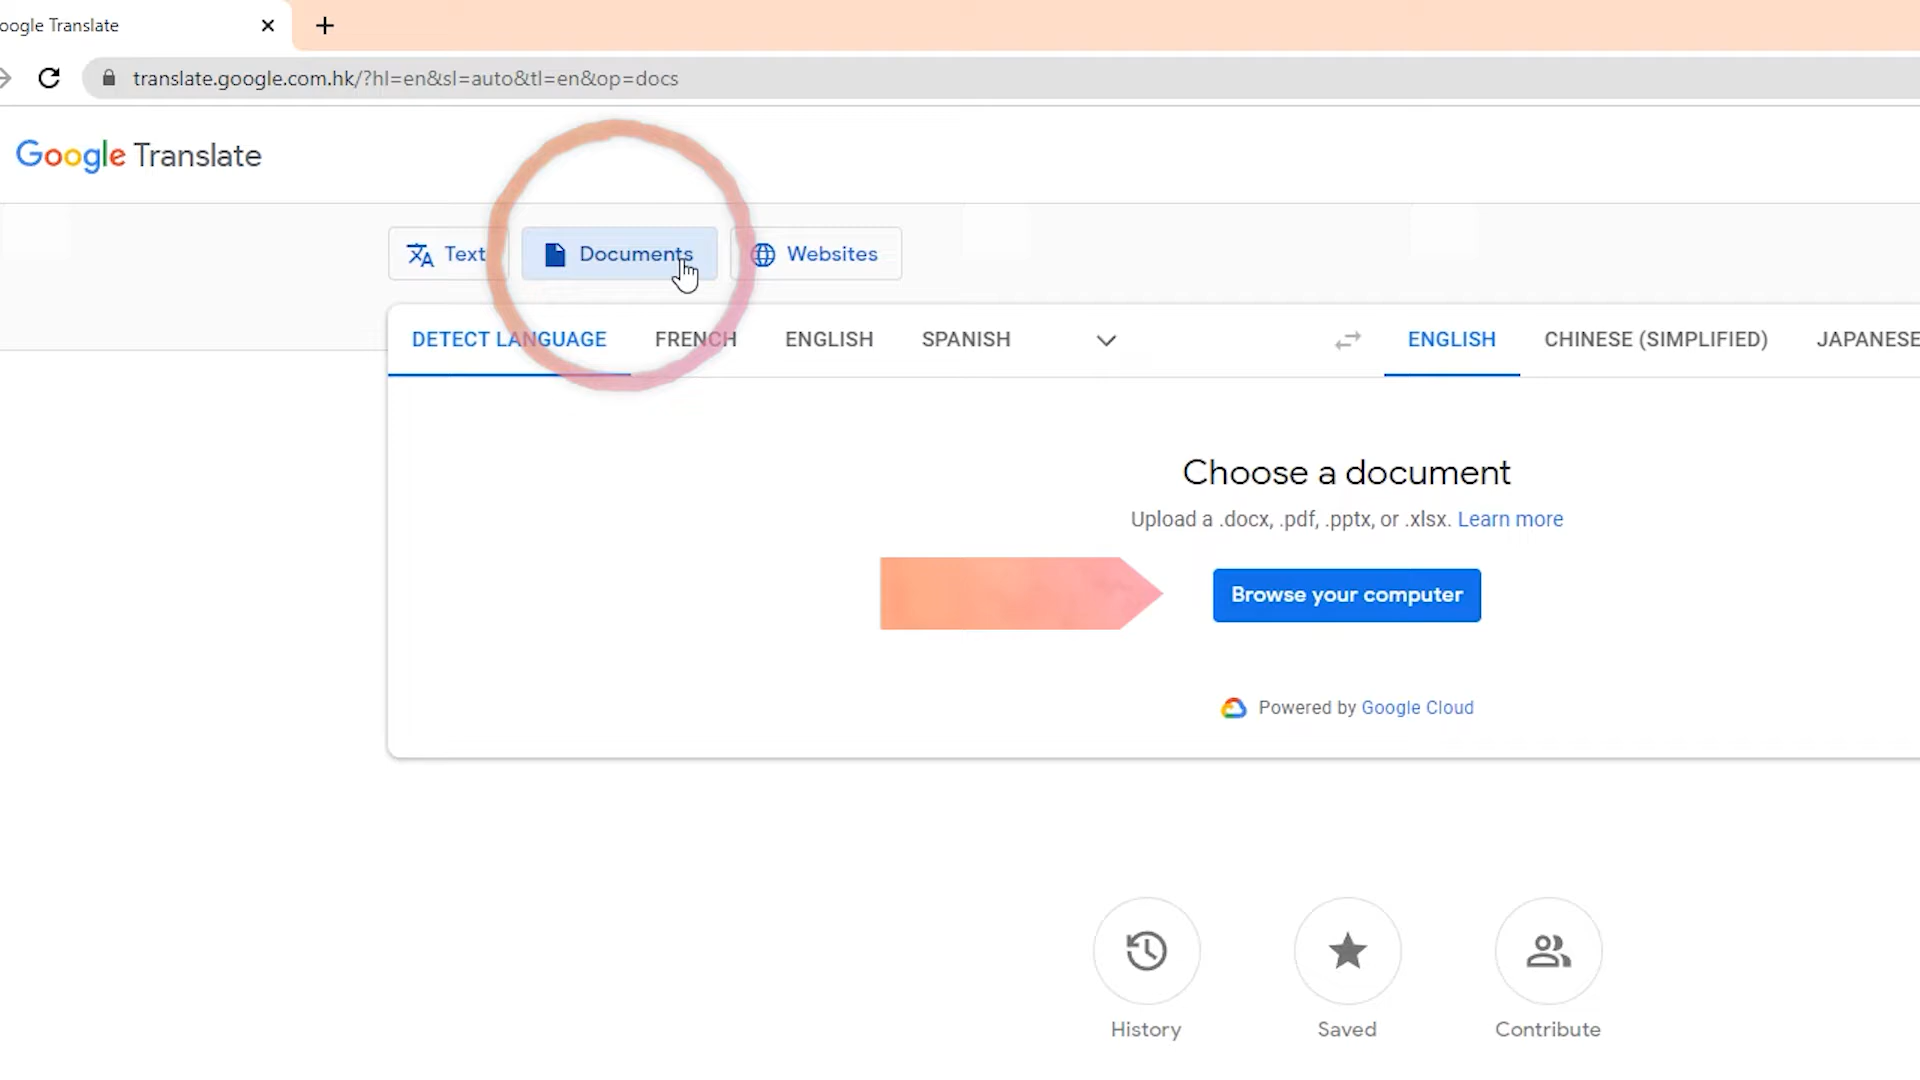 oogle Translate
translate.google.com.hk/?hl=en&sl=auto&tl=en&op=docs
Google Translate
Text Documents Websites
DETECT LANGUAGE FRENCH ENGLISH SPANISH ENGLISH CHINESE (SIMPLIFIED) JAPANESE
Choose a document
Upload a .docx, .pdf, .pptx, or .xlsx. Learn more
Browse your computer
Powered by Google Cloud
History Saved Contribute